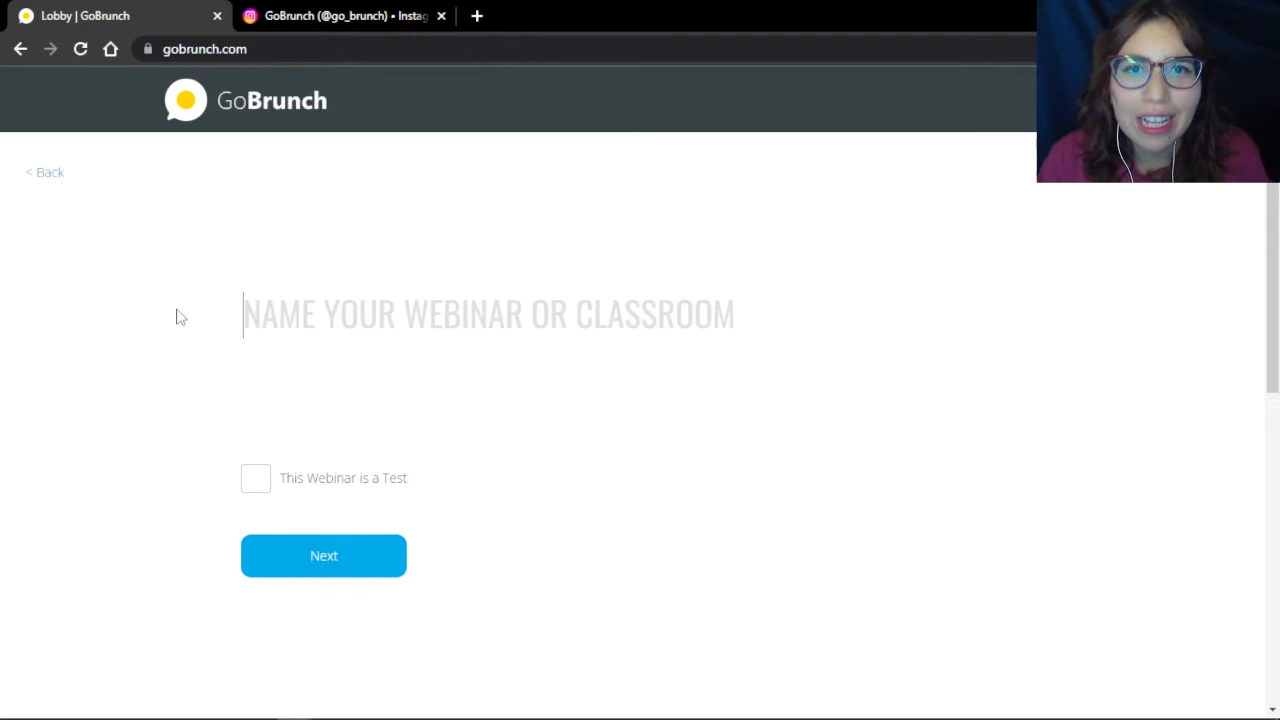 Lobby | GoBrunch
GoBrunch (@go_brunch) • Instag
gobrunch.com
GoBrunch
< Back
NAME YOUR WEBINAR OR CLASSROOM
This Webinar is a Test
Next